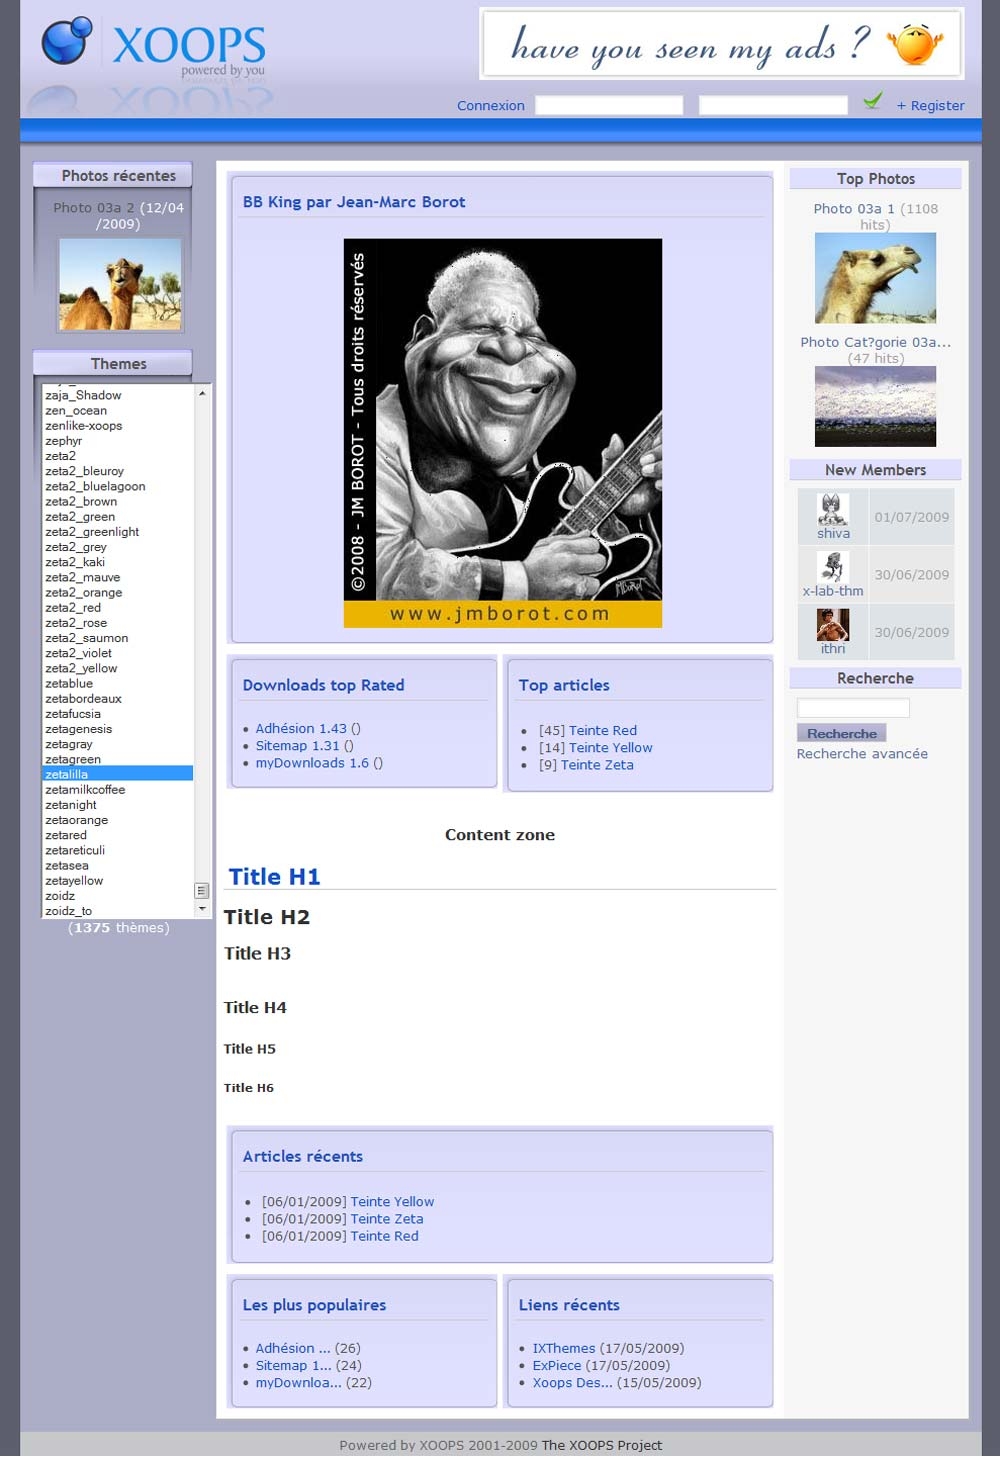 XOOPS
powered by you
have you seen my ads ?
Connexion
+ Register
Photos récentes
Photo 03a 2 (12/04
/2009)
Themes
zaja_Shadow
zen_ocean
zenlike-xoops
zephyr
zeta2
zeta2_bleuroy
zeta2_bluelagoon
zeta2_brown
zeta2_green
zeta2_greenlight
zeta2_grey
zeta2_kaki
zeta2_mauve
zeta2_orange
zeta2_red
zeta2_rose
zeta2_saumon
zeta2_violet
zeta2_yellow
zetablue
zetabordeaux
zetafucsia
zetagenesis
zetagray
zetagreen
zetalilla
zetamilkcoffee
zetanight
zetaorange
zetared
zetareticuli
zetasea
zetayellow
zoidz
zoidz_to
(1375 thèmes)
BB King par Jean-Marc Borot
©2008 - JM BOROT - Tous droits réservés
JMBOROT
www.jmborot.com
Downloads top Rated
Adhésion 1.43 ()
Sitemap 1.31 ()
myDownloads 1.6 ()
Top articles
[45] Teinte Red
[14] Teinte Yellow
[9] Teinte Zeta
Content zone
Title H1
Title H2
Title H3
Title H4
Title H5
Title H6
Articles récents
[06/01/2009] Teinte Yellow
[06/01/2009] Teinte Zeta
[06/01/2009] Teinte Red
Les plus populaires
Adhésion ... (26)
Sitemap 1... (24)
myDownloa... (22)
Liens récents
IXThemes (17/05/2009)
ExPiece (17/05/2009)
Xoops Des... (15/05/2009)
Top Photos
Photo 03a 1 (1108
hits)
Photo Cat?gorie 03a...
(47 hits)
New Members
shiva
01/07/2009
x-lab-thm
30/06/2009
ithri
30/06/2009
Recherche
Recherche
Recherche avancée
Powered by XOOPS 2001-2009 The XOOPS Project